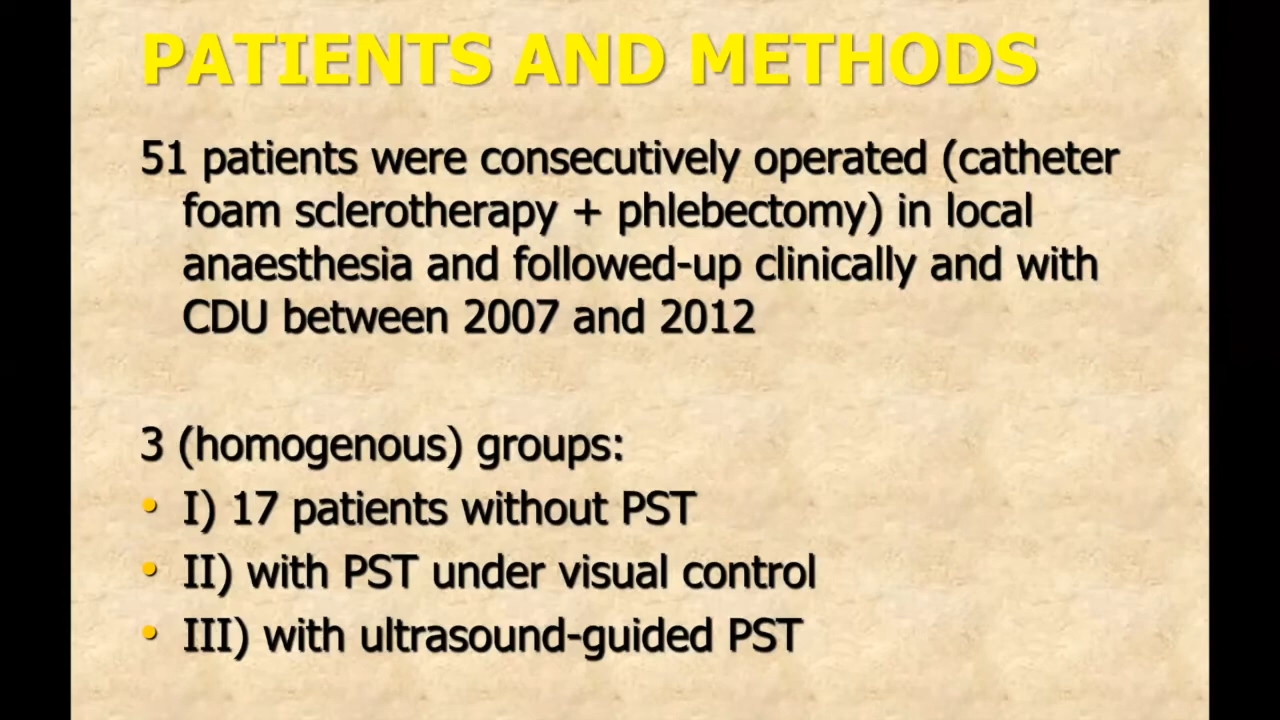 PATIENTS AND METHODS
51 patients were consecutively operated (catheter
foam sclerotherapy + phlebectomy) in local
anaesthesia and followed-up clinically and with
CDU between 2007 and 2012
3 (homogenous) groups:
• I) 17 patients without PST
• II) with PST under visual control
• III) with ultrasound-guided PST